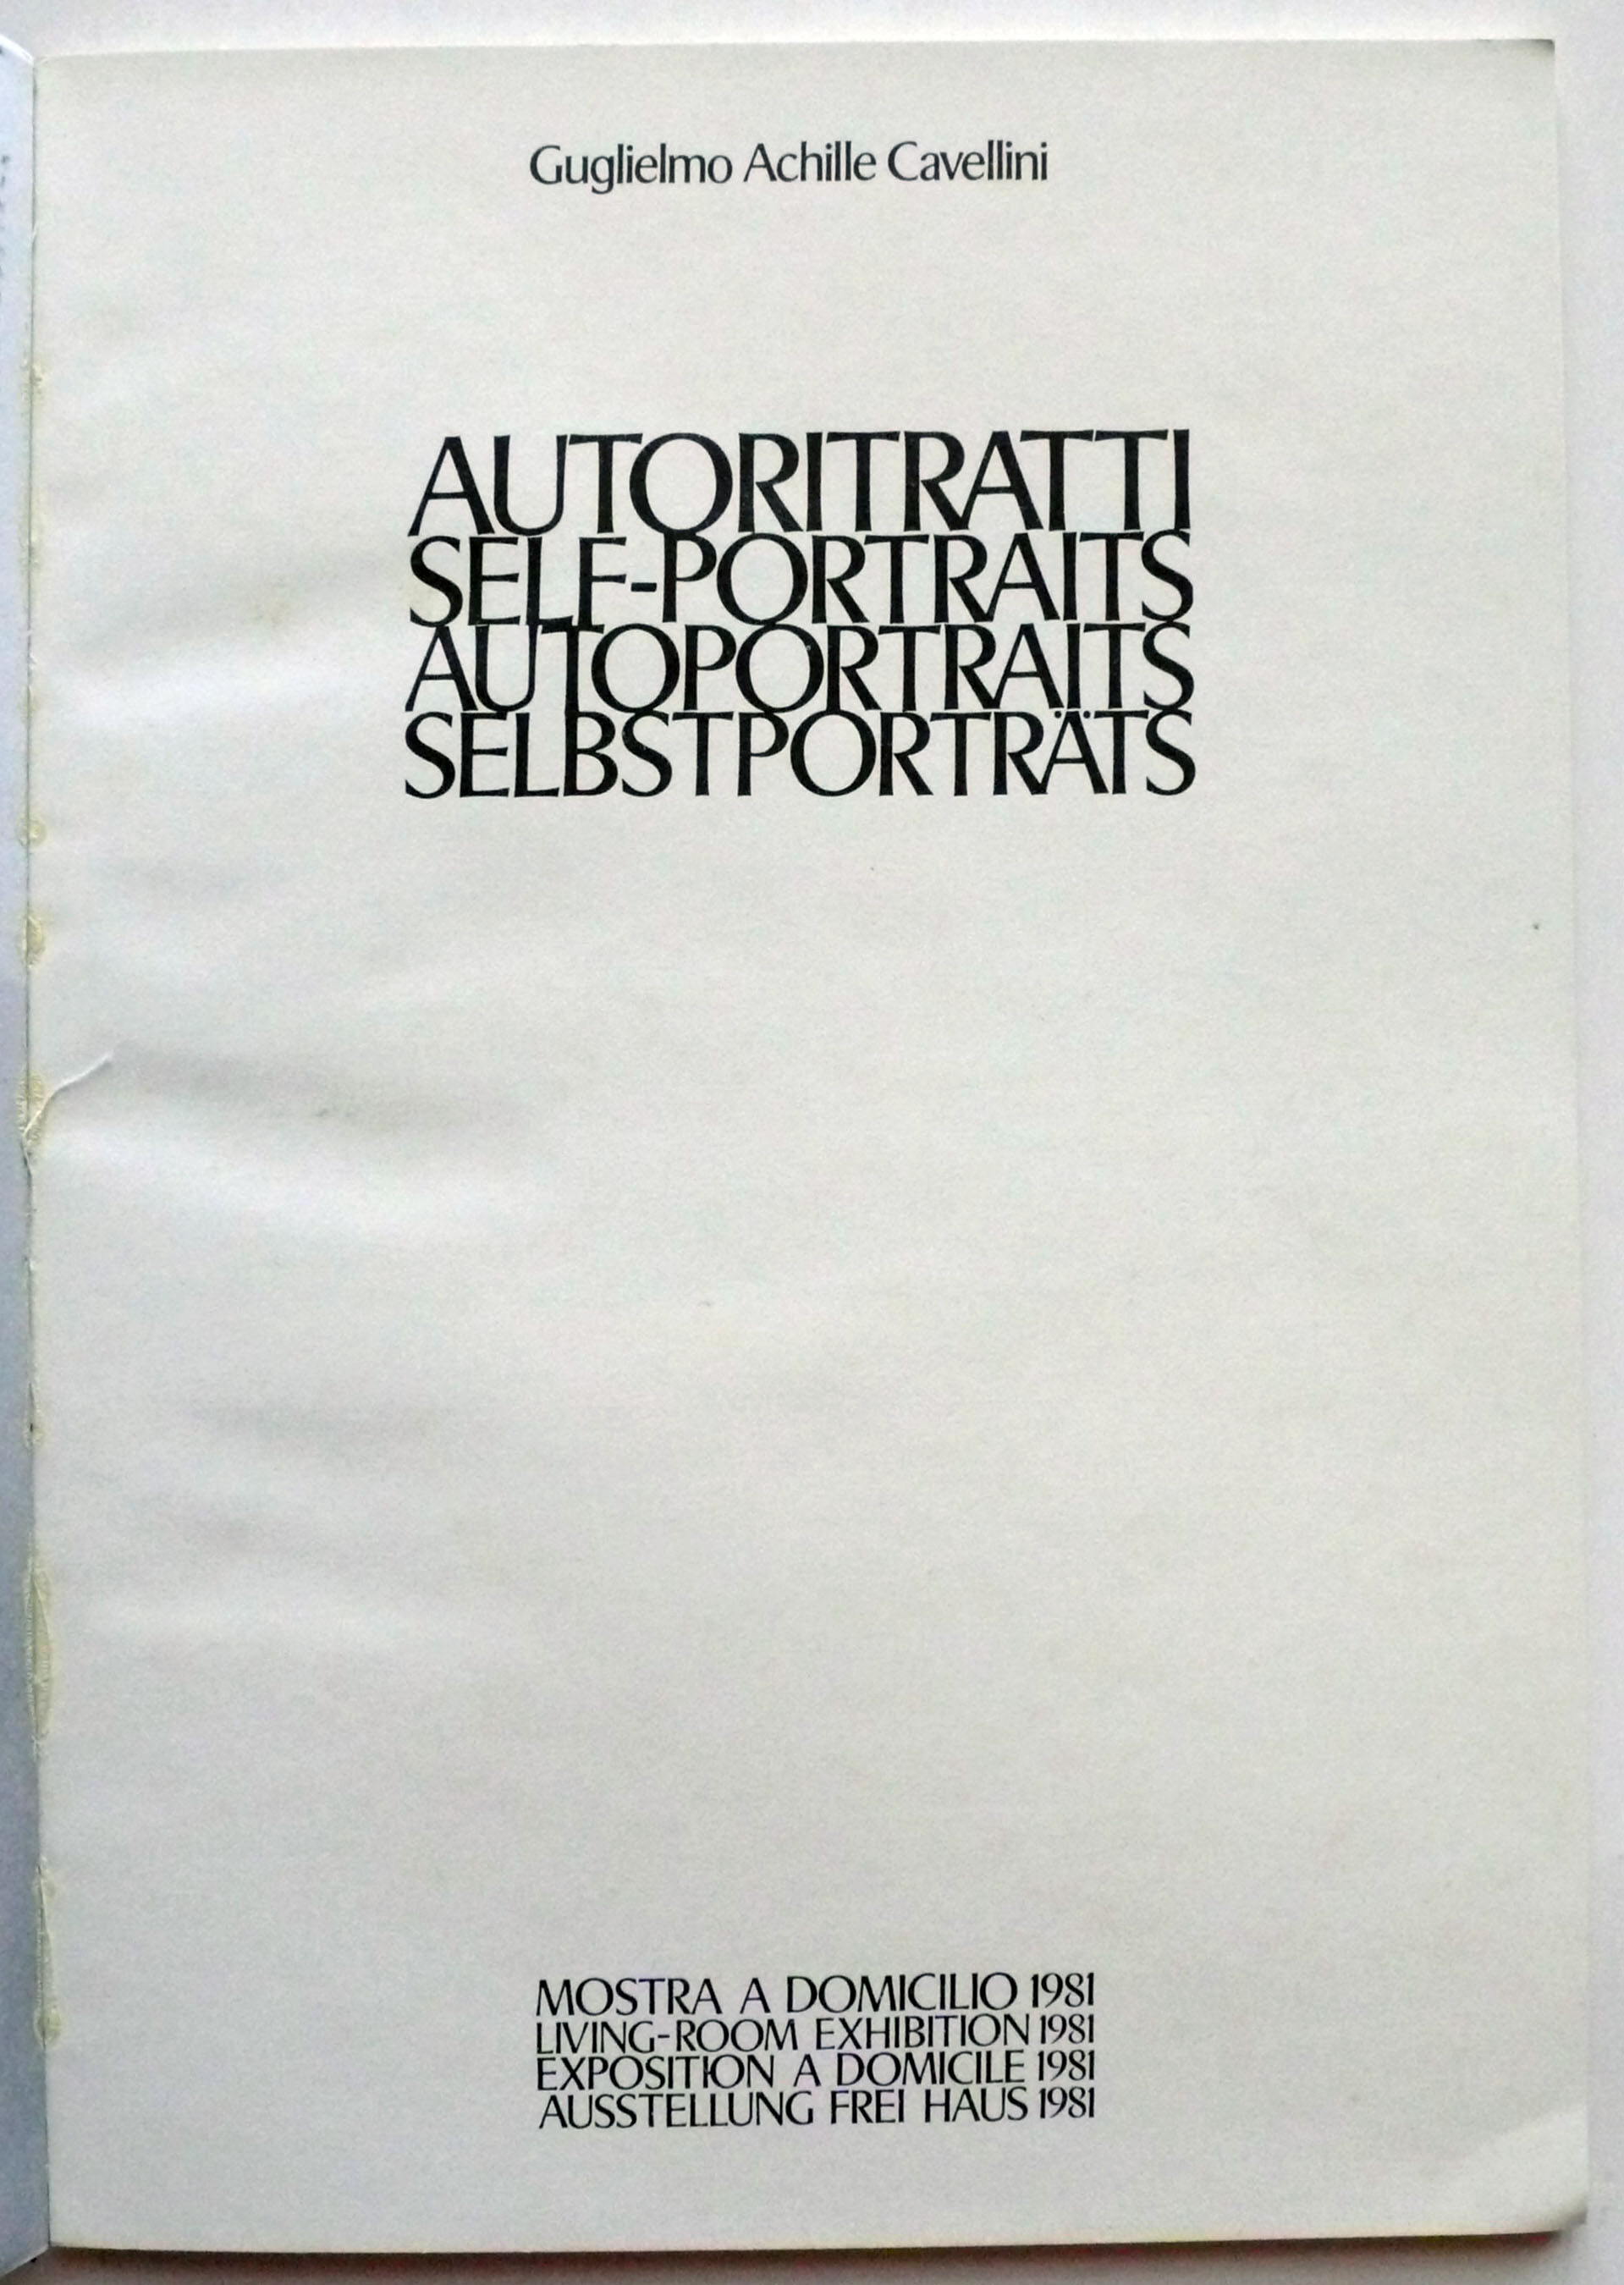 Guglielmo Achille Cavellini
AUTORITRATTI
SELF-PORTRAITS
AUTOPORTRAITS
SELBSTPORTRÄTS
MOSTRA A DOMICILIO 1981
LIVING-ROOM EXHIBITION 1981
EXPOSITION A DOMICILE 1981
AUSSTELLUNG FREI HAUS 1981